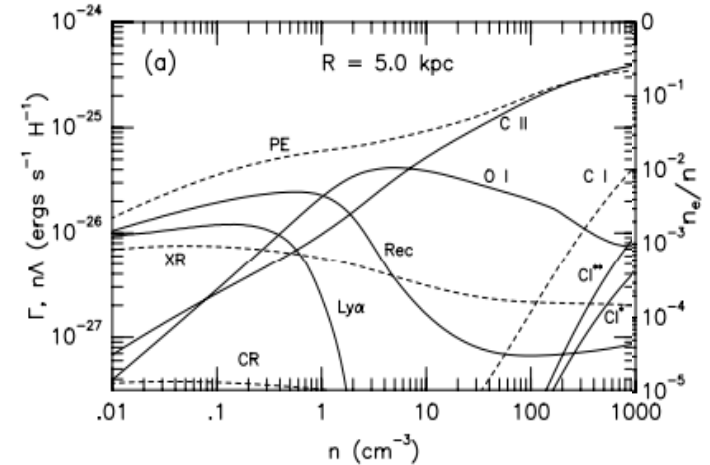 10⁻²⁴
10⁻²⁵
10⁻²⁶
10⁻²⁷
Γ, nΛ (ergs s⁻¹ H⁻¹)
(a)
R = 5.0 kpc
PE
C II
O I
C I
XR
Rec
Lyα
CI**
CI*
CR
0
10⁻¹
10⁻²
10⁻³
10⁻⁴
10⁻⁵
nₑ/n
.01 .1 1 10 100 1000
n (cm⁻³)